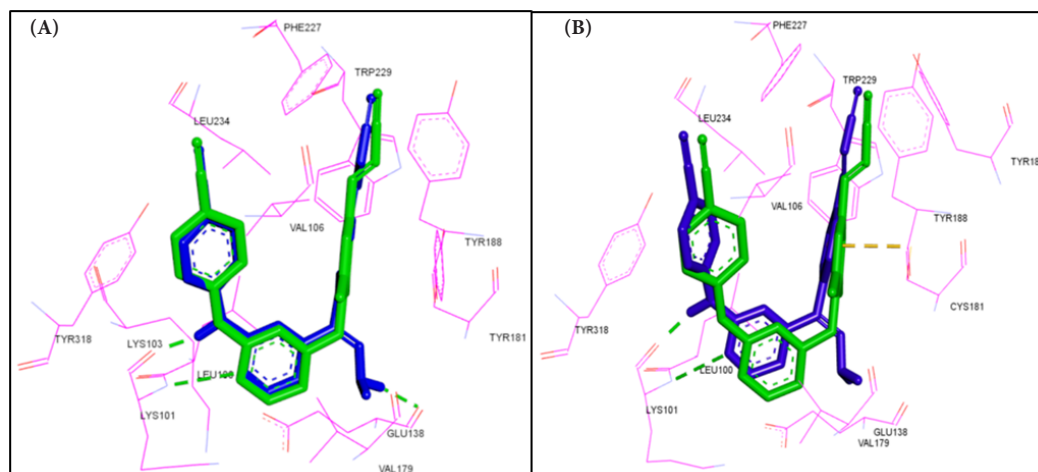 (A)
PHE227
TRP229
LEU234
VAL106
TYR188
TYR318
LYS103
TYR181
LEU100
LYS101
GLU138
VAL179
(B)
PHE227
TRP229
LEU234
TYR18
VAL106
TYR188
CYS181
TYR318
LEU100
LYS101
GLU138
VAL179